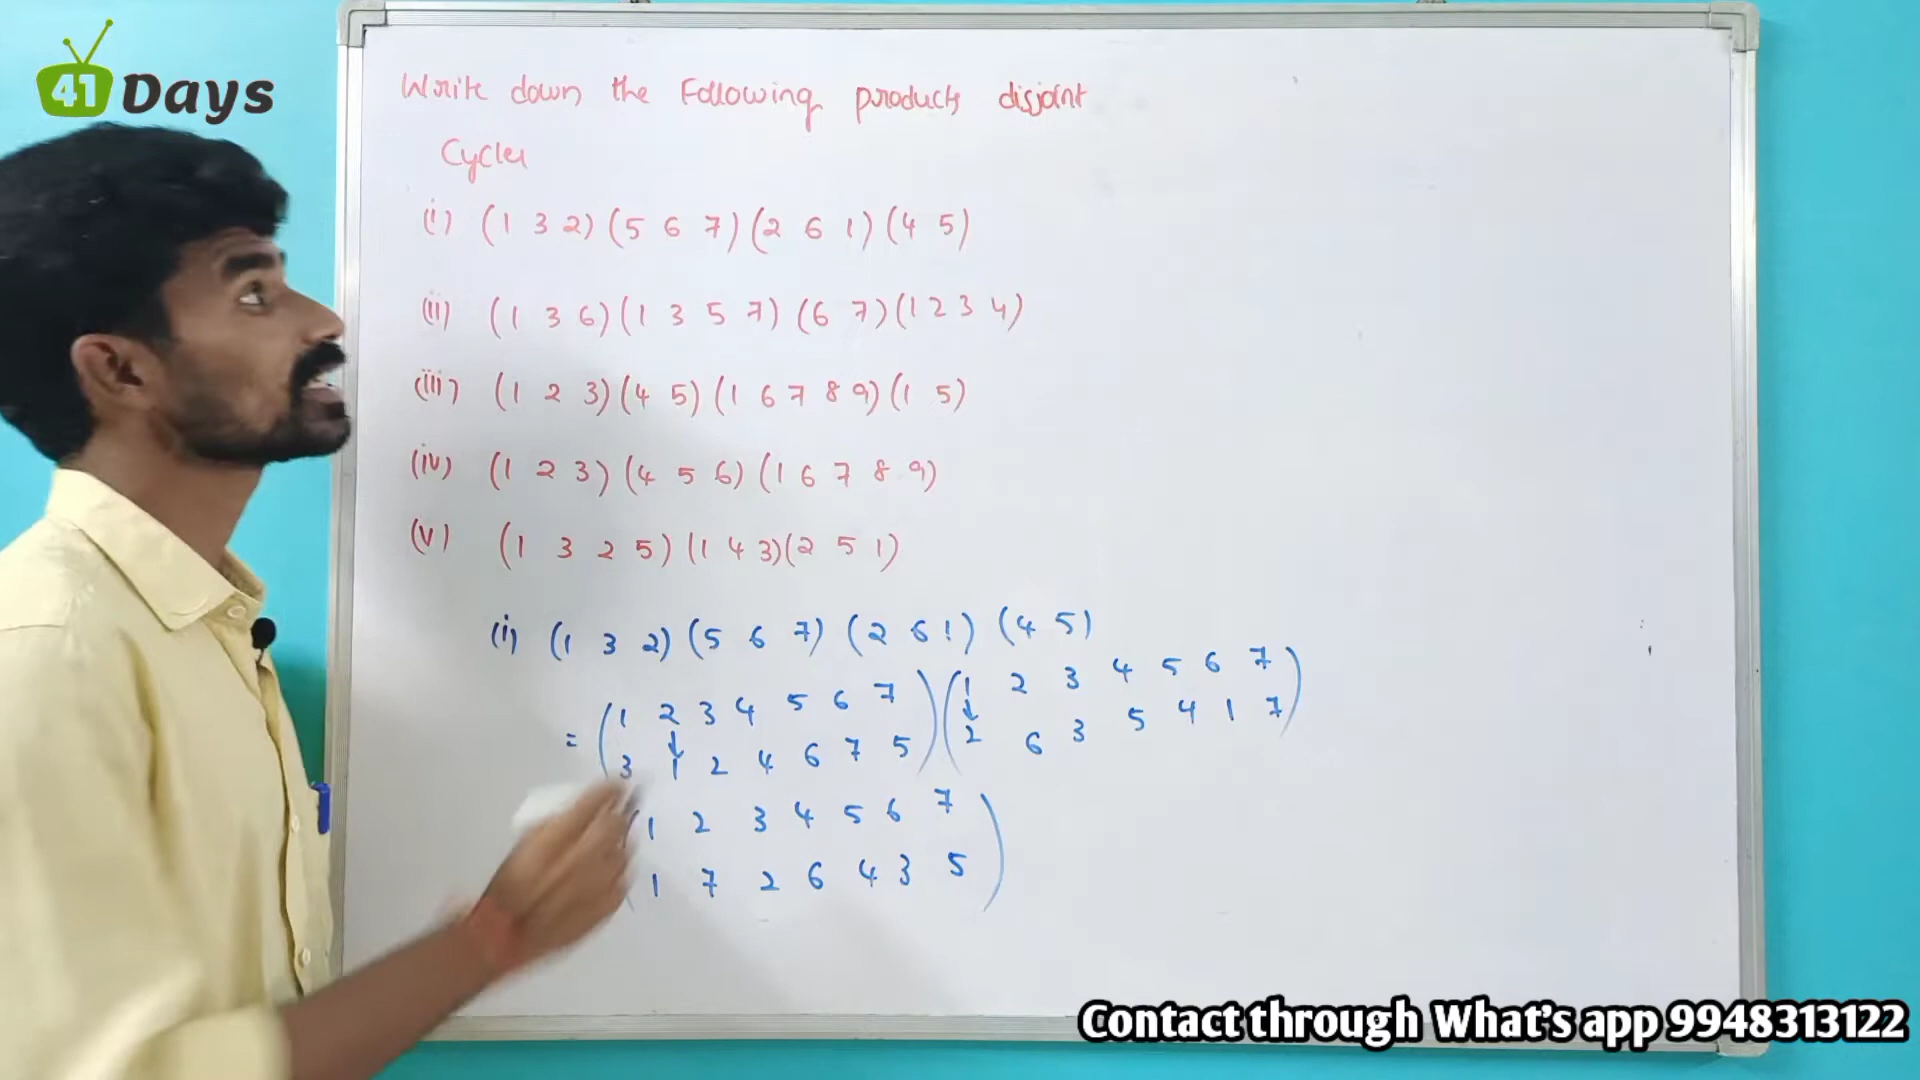 41 Days
Write down the Following products disjoint
Cycles
(i) (1 3 2) (5 6 7) (2 6 1) (4 5)
(ii) (1 3 6) (1 3 5 7) (6 7) (1 2 3 4)
(iii) (1 2 3) (4 5) (1 6 7 8 9) (1 5)
(iv) (1 2 3) (4 5 6) (1 6 7 8 9)
(v) (1 3 2 5) (1 4 3) (2 5 1)
(i) (1 3 2) (5 6 7) (2 6 1) (4 5)
= (1 2 3 4 5 6 7) (1 2 3 4 5 6 7)
↓ ↓
3 1 2 4 6 7 5 2 6 3 5 4 1 7
(1 2 3 4 5 6 7)
1 7 2 6 4 3 5
Contact through What's app 9948313122